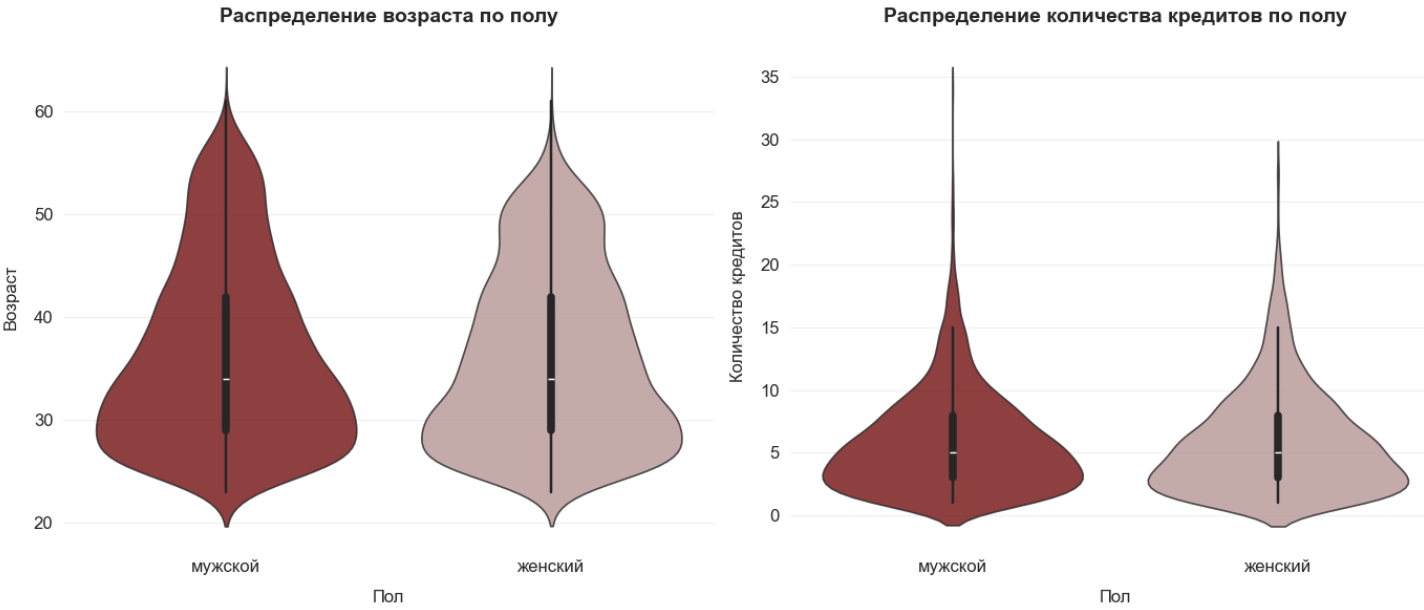 Распределение возраста по полу
60
50
40
30
20
Возраст
мужской
женский
Пол
Распределение количества кредитов по полу
35
30
25
20
15
10
5
0
Количество кредитов
мужской
женский
Пол